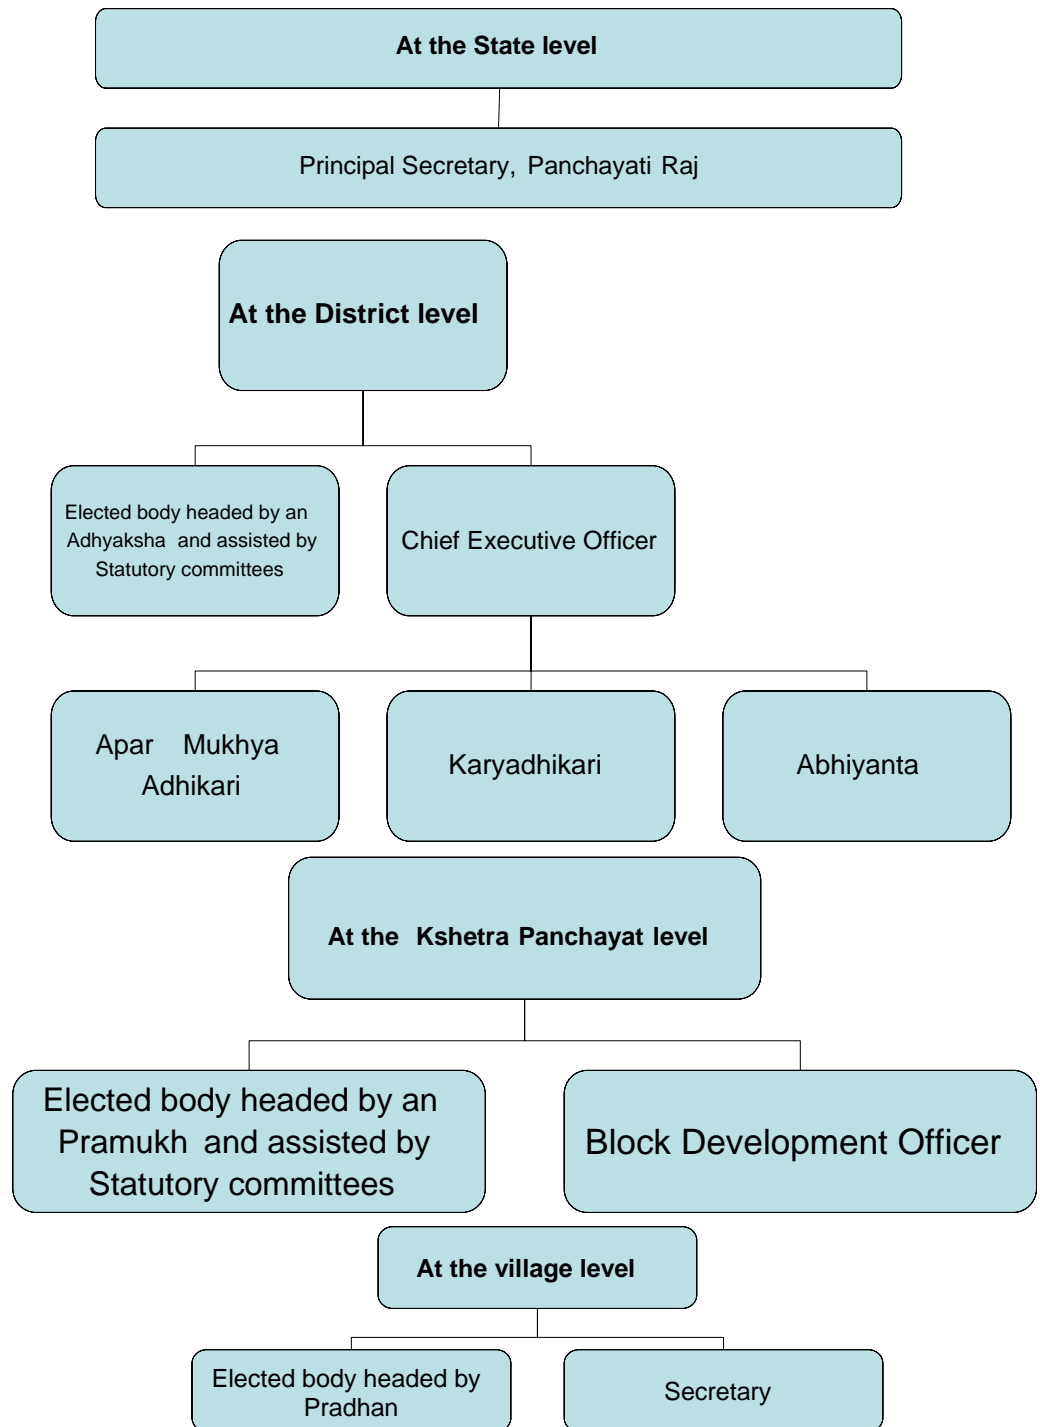 At the State level
Principal Secretary, Panchayati Raj
At the District level
Elected body headed by an
Adhyaksha and assisted by
Statutory committees
Chief Executive Officer
Apar Mukhya
Adhikari
Karyadhikari
Abhiyanta
At the Kshetra Panchayat level
Elected body headed by an
Pramukh and assisted by
Statutory committees
Block Development Officer
At the village level
Elected body headed by
Pradhan
Secretary